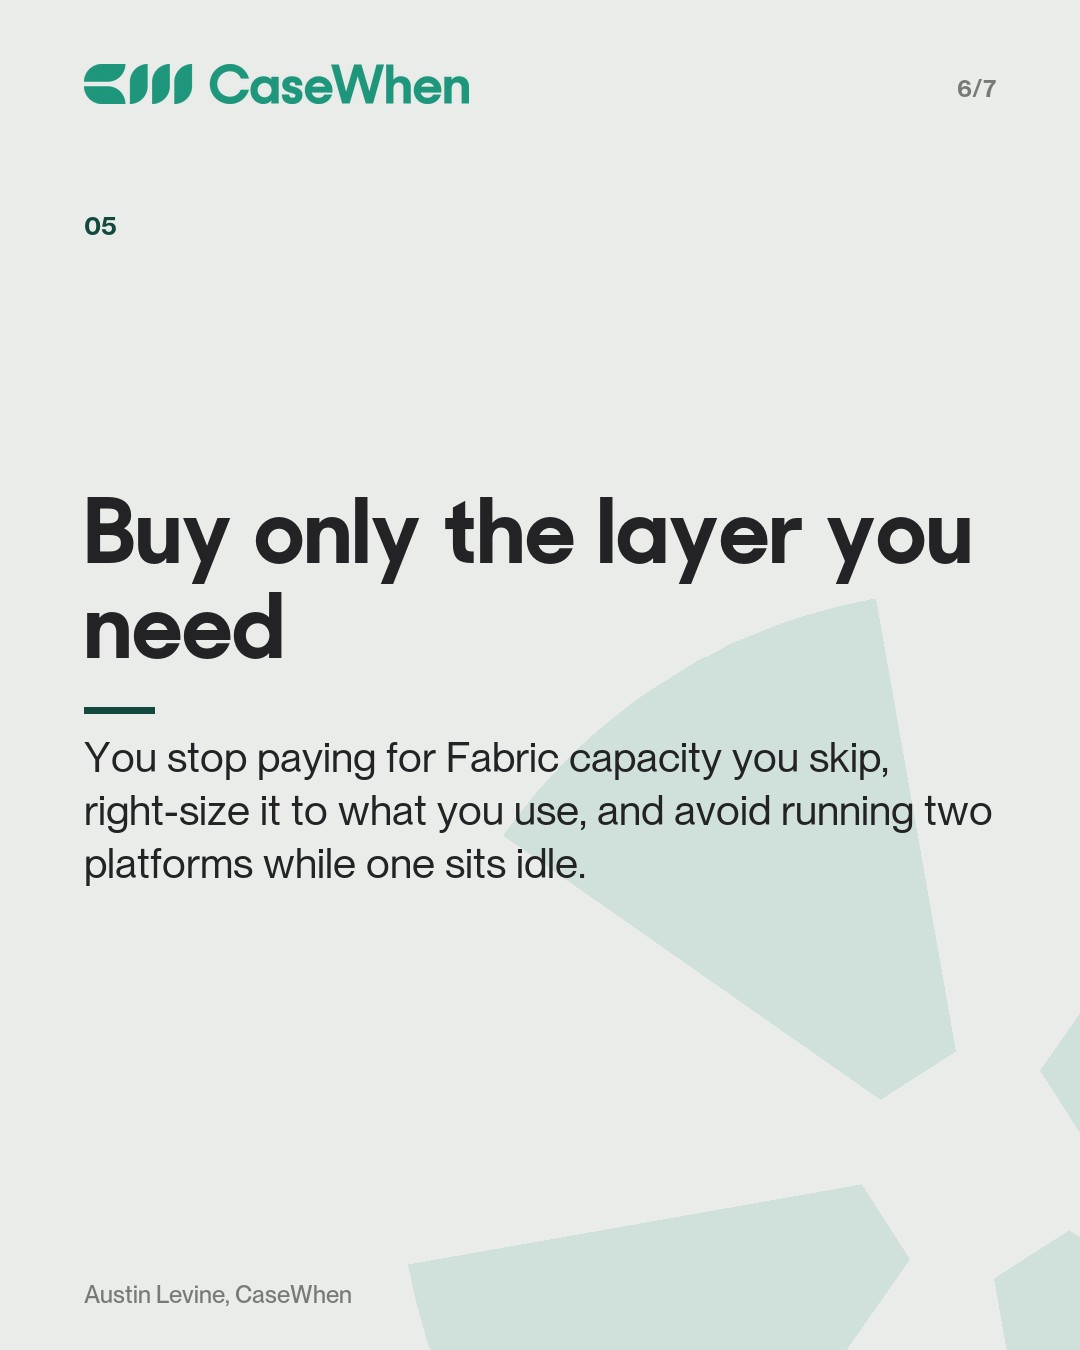 CaseWhen
6/7
05
Buy only the layer you
need
You stop paying for Fabric capacity you skip,
right-size it to what you use, and avoid running two
platforms while one sits idle.
Austin Levine, CaseWhen